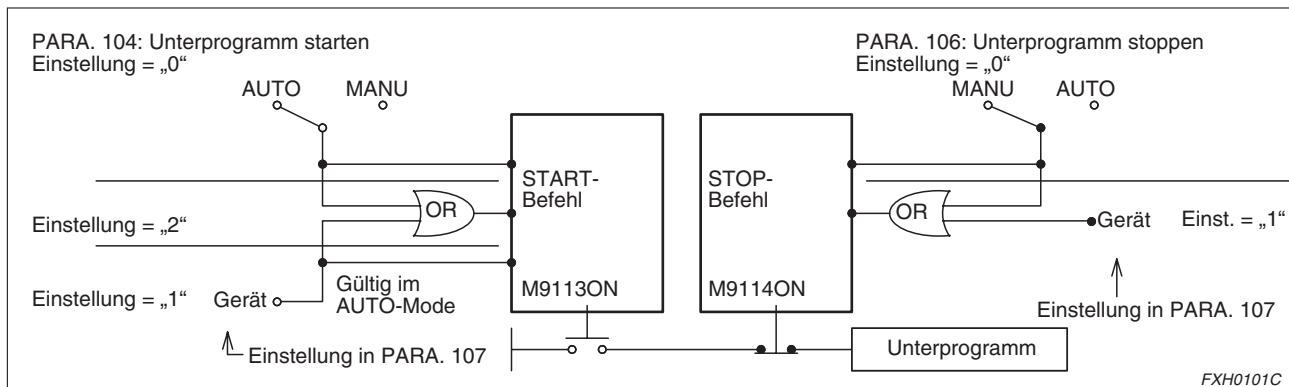 PARA. 104: Unterprogramm starten
Einstellung = „0“
AUTO
MANU
START-
Befehl
OR
Einstellung = „2“
Einstellung = „1“
Gerät
Gültig im
AUTO-Mode
M9113ON
Einstellung in PARA. 107
PARA. 106: Unterprogramm stoppen
Einstellung = „0“
MANU
AUTO
STOP-
Befehl
OR
Gerät
Einst. = „1“
M9114ON
Einstellung in PARA. 107
Unterprogramm
FXH0101C